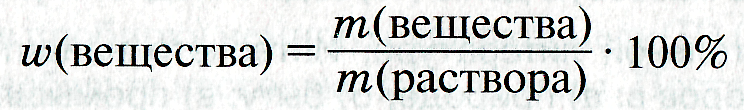 w(вещества) = m(вещества) / m(раствора) · 100%